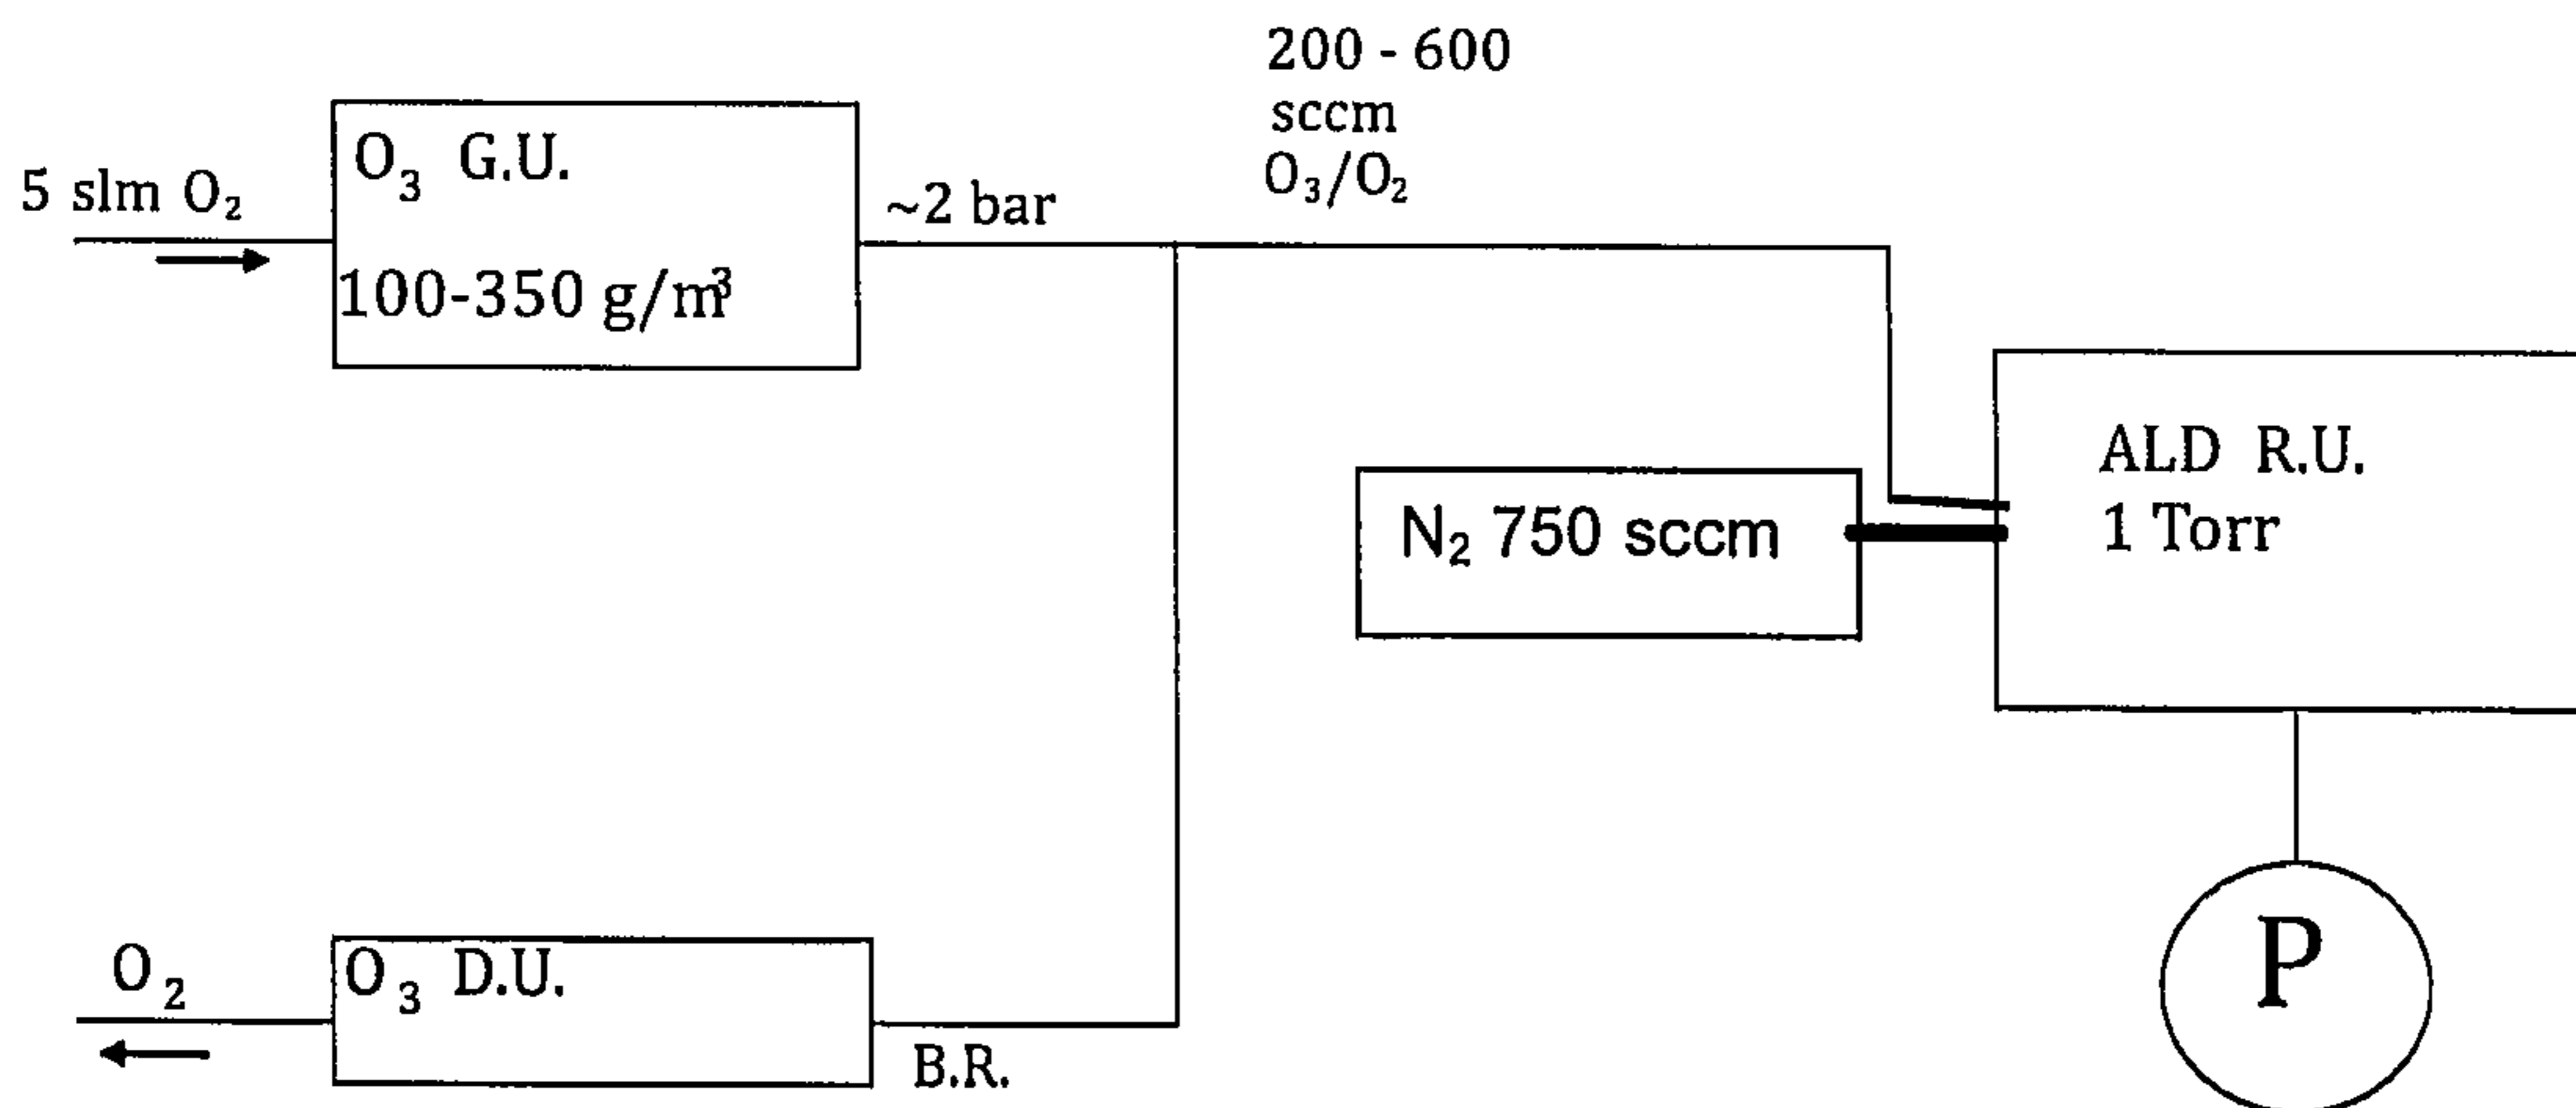 200 - 600
sccm
O₃/O₂
5 slm O₂
O₃ G.U.
100-350 g/m³
~2 bar
N₂ 750 sccm
ALD R.U.
1 Torr
O₂
O₃ D.U.
B.R.
P